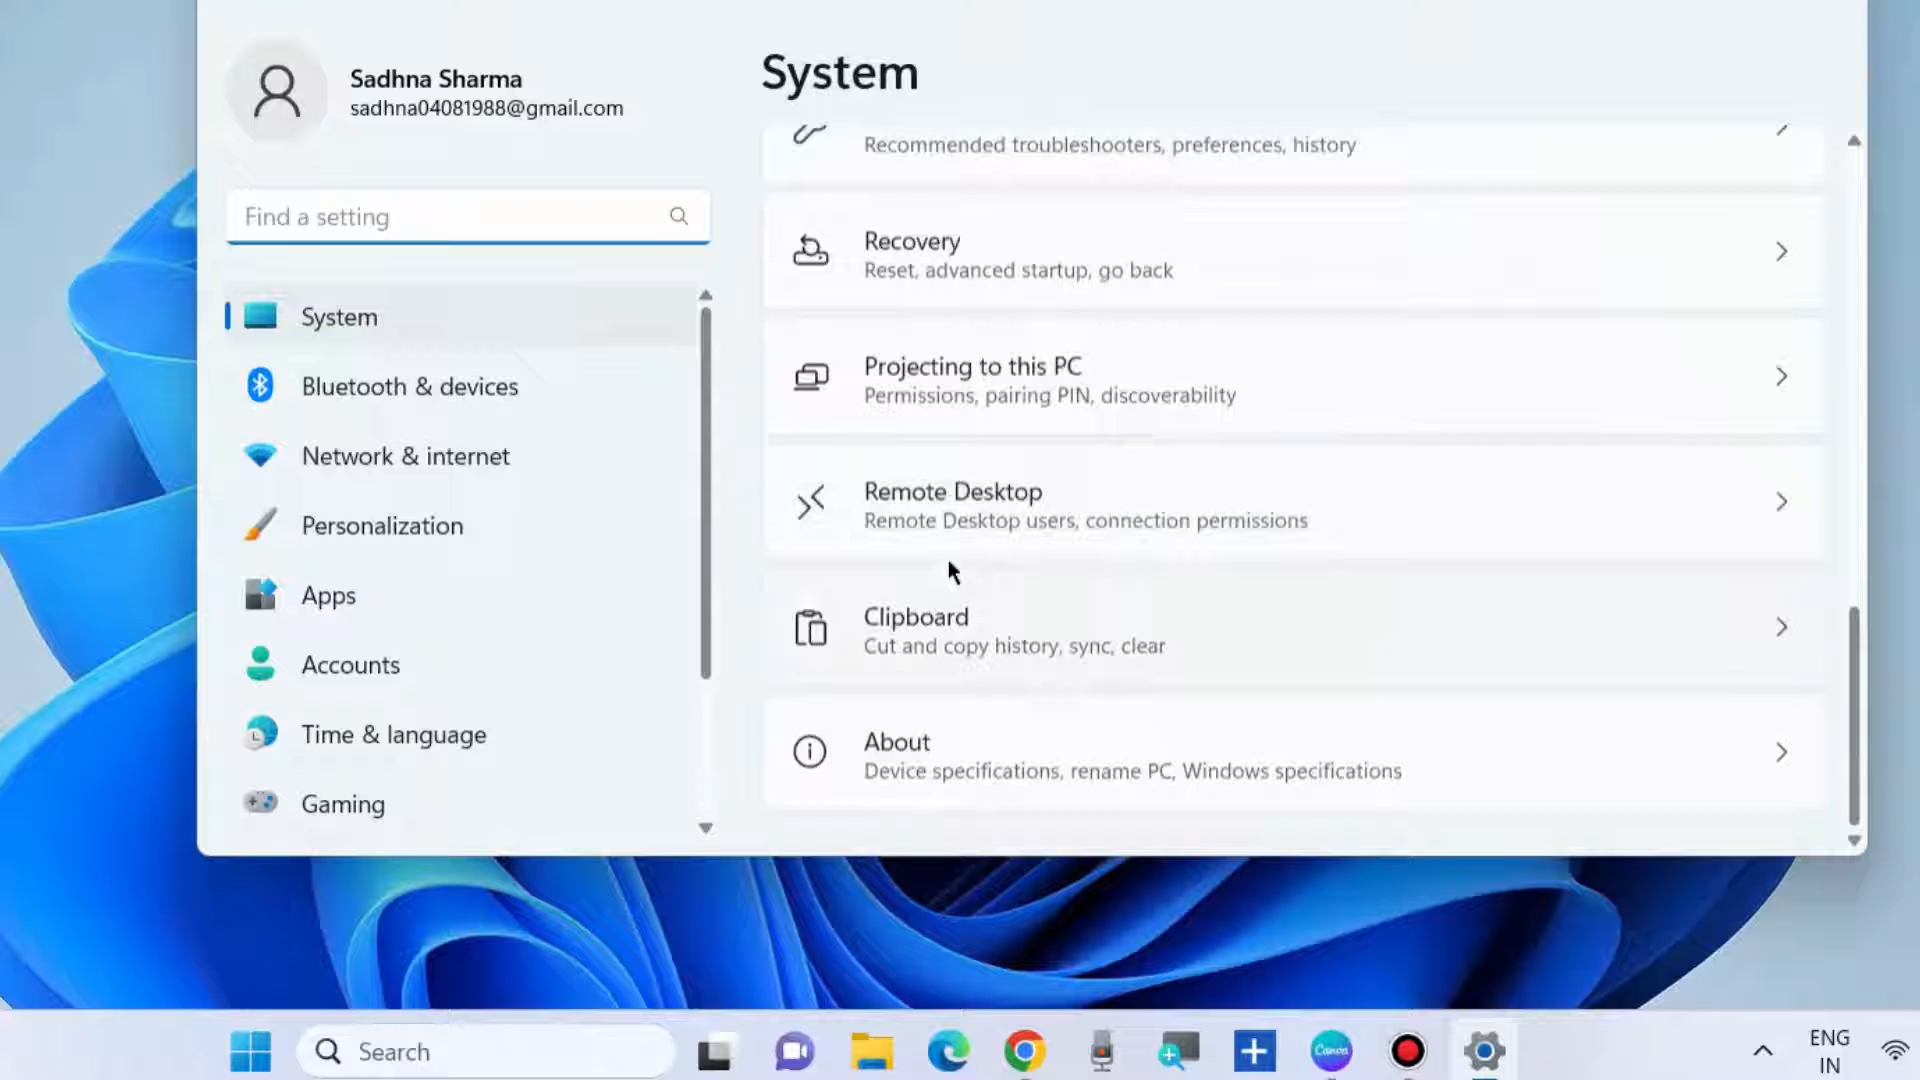 Sadhna Sharma
sadhna04081988@gmail.com
Find a setting
System
Bluetooth & devices
Network & internet
Personalization
Apps
Accounts
Time & language
Gaming
System
Recommended troubleshooters, preferences, history
Recovery
Reset, advanced startup, go back
Projecting to this PC
Permissions, pairing PIN, discoverability
Remote Desktop
Remote Desktop users, connection permissions
Clipboard
Cut and copy history, sync, clear
About
Device specifications, rename PC, Windows specifications
Search
Canva
ENG
IN